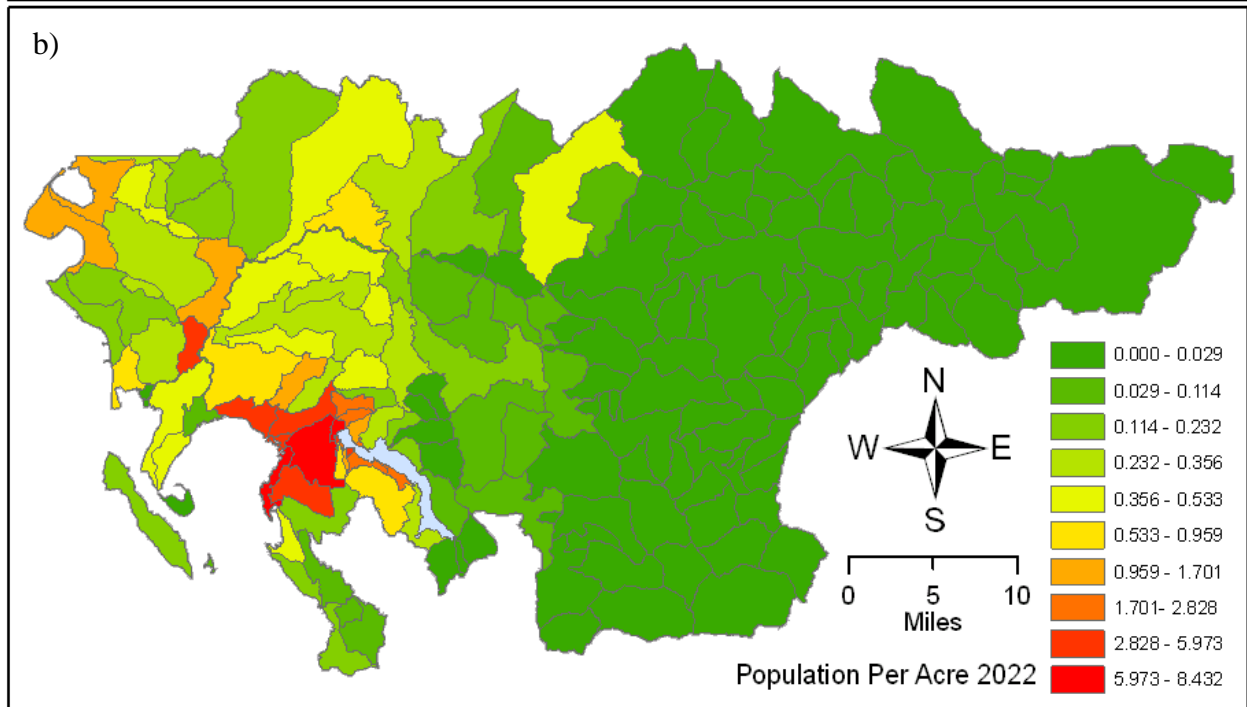 b)
N
W E
S
0 5 10
Miles
Population Per Acre 2022
0.000 - 0.029
0.029 - 0.114
0.114 - 0.232
0.232 - 0.356
0.356 - 0.533
0.533 - 0.959
0.959 - 1.701
1.701- 2.828
2.828 - 5.973
5.973 - 8.432